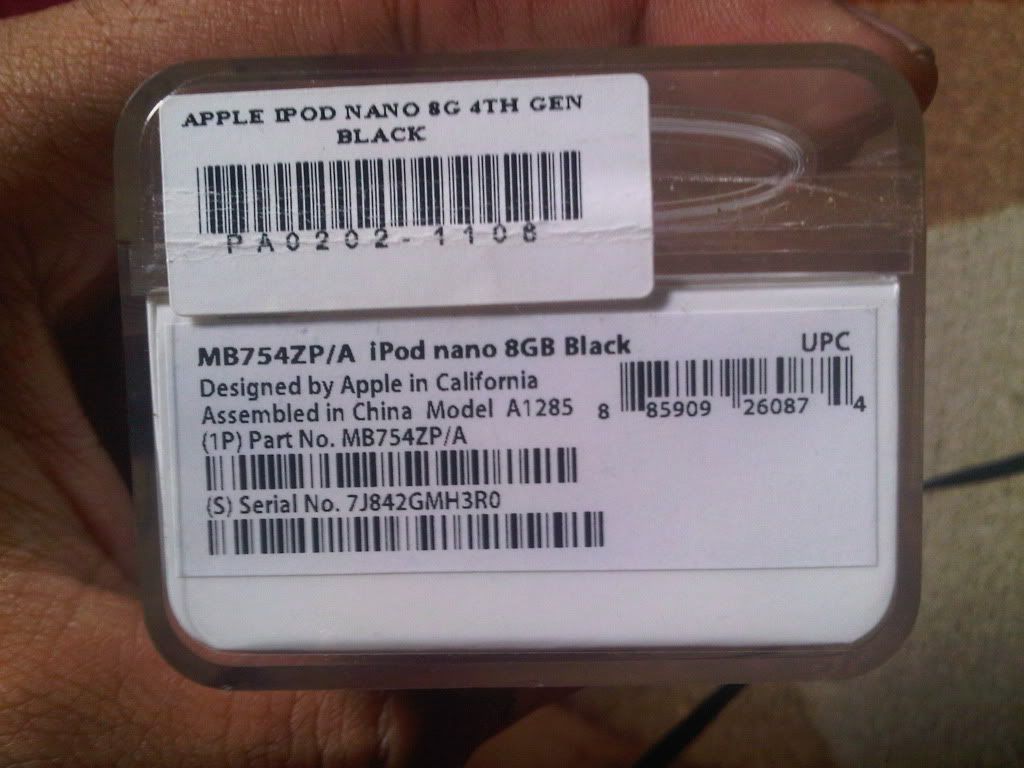 APPLE IPOD NANO 8G 4TH GEN
BLACK
PA0202-1108
MB754ZP/A iPod nano 8GB Black
UPC
Designed by Apple in California
Assembled in China Model A1285
8 85909 26087 4
(1P) Part No. MB754ZP/A
(S) Serial No. 7J842GMH3R0